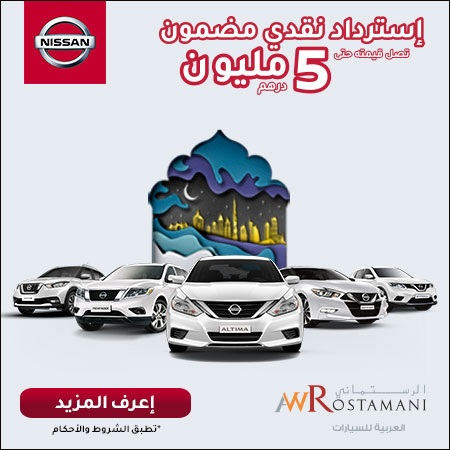 NISSAN
إسترداد نقدي مضمون
تصل قيمته حتى 5 مليون درهم
PATHFINDER
ALTIMA
إعرف المزيد
*تطبق الشروط والأحكام
الرستماني
AWROSTAMANI
العربية للسيارات